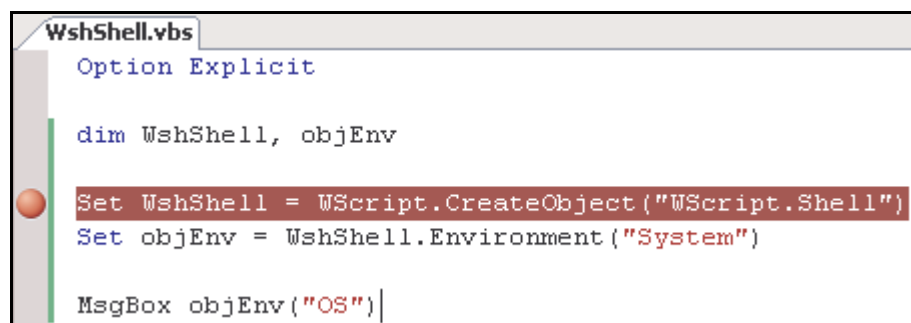 WshShell.vbs
Option Explicit
dim WshShell, objEnv
Set WshShell = WScript.CreateObject("WScript.Shell")
Set objEnv = WshShell.Environment("System")
MsgBox objEnv("OS")